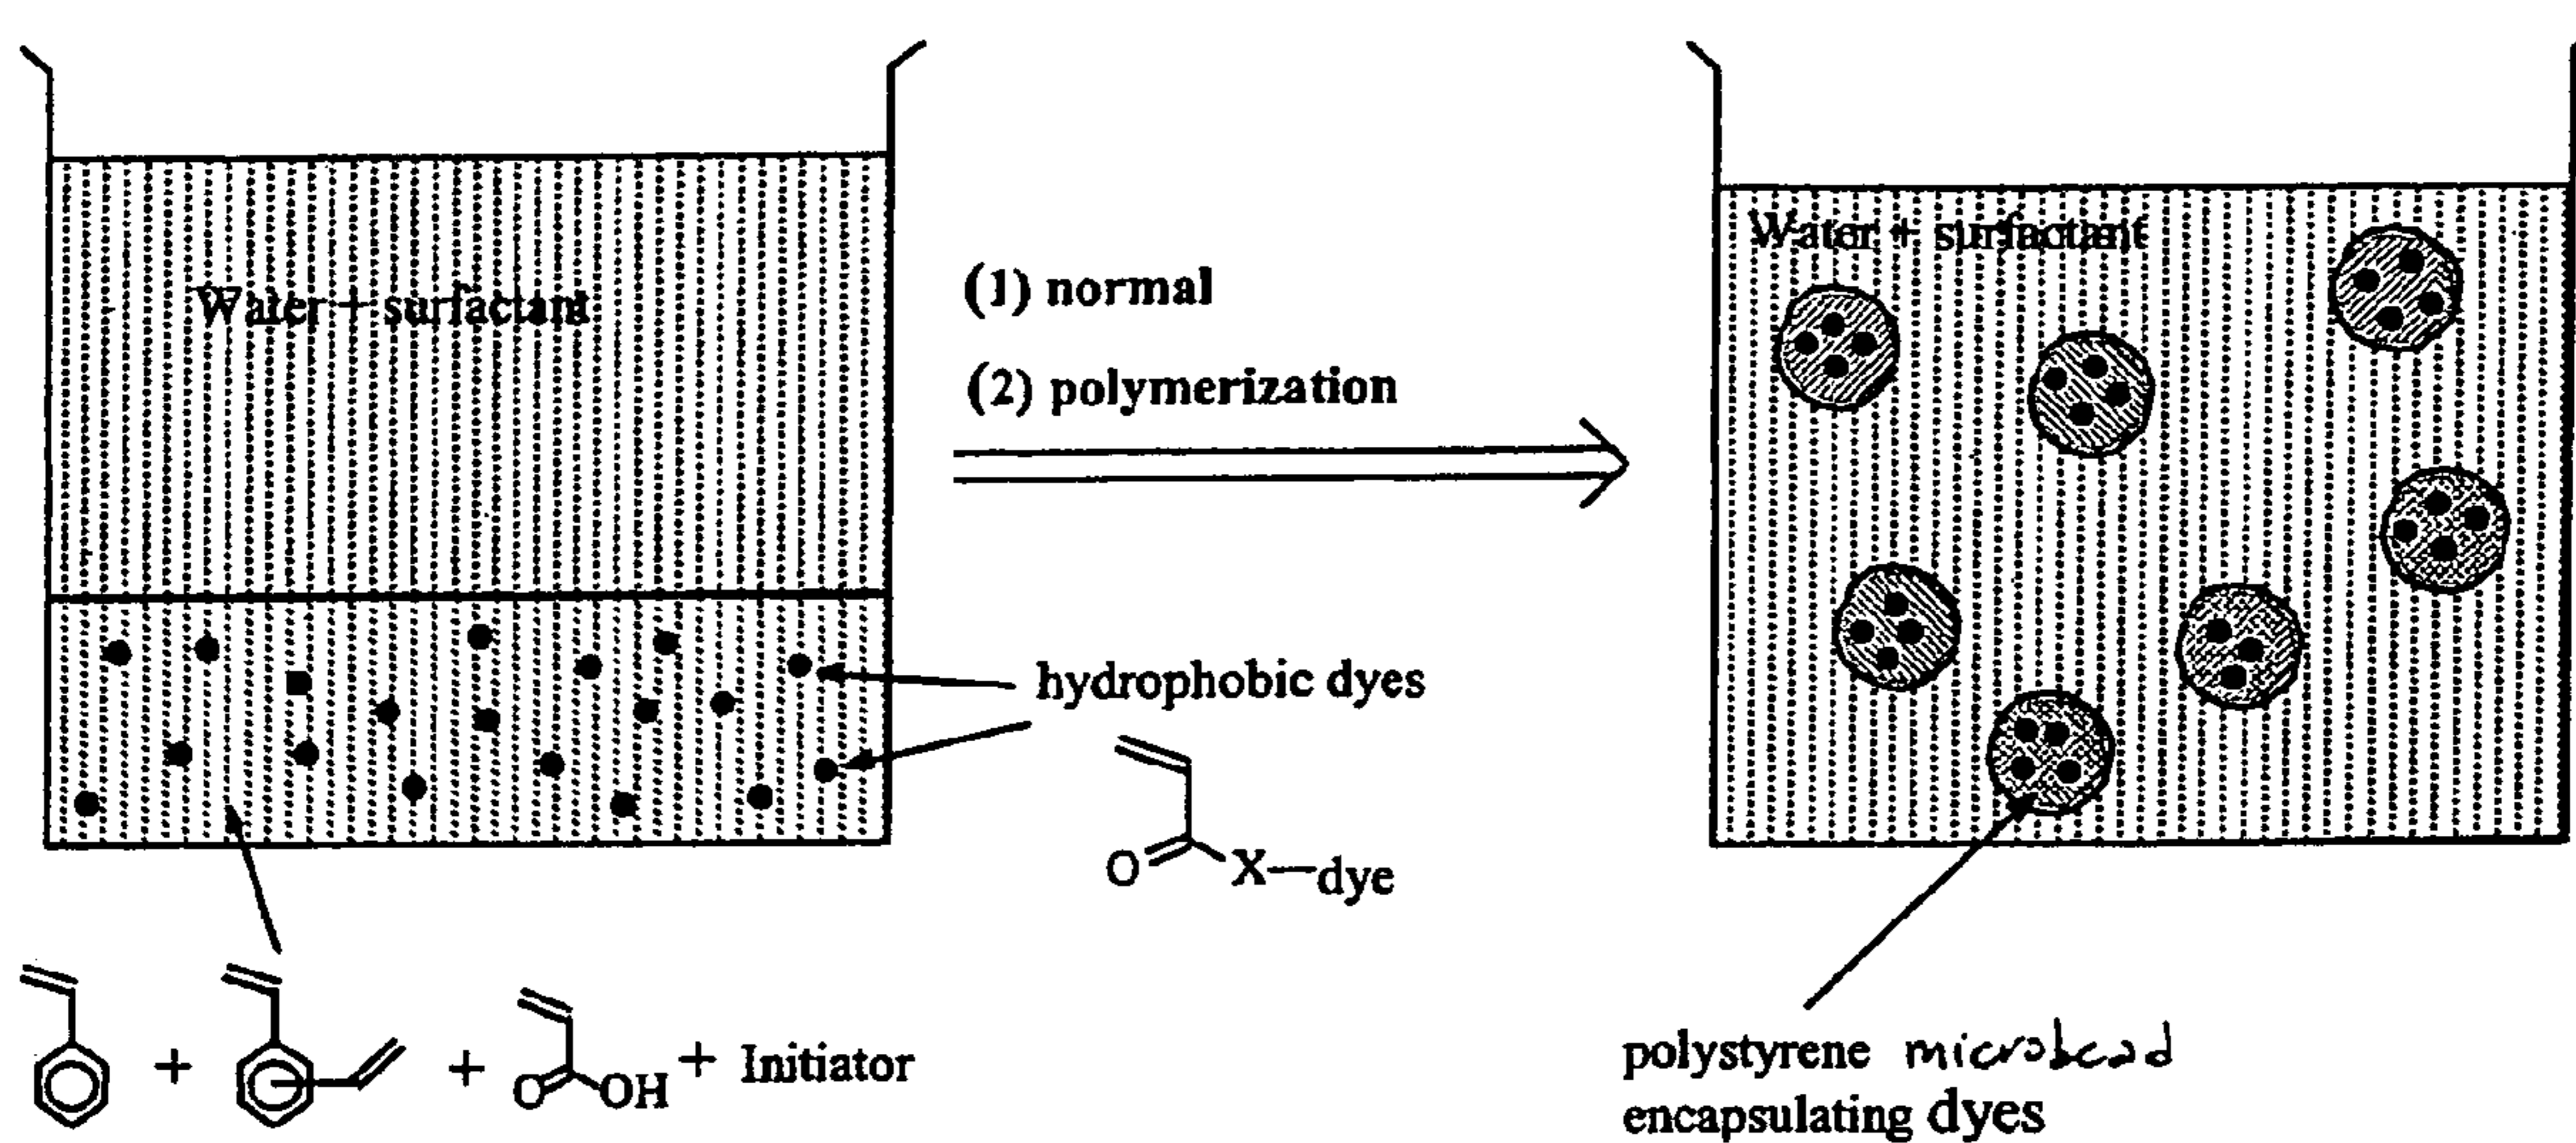 Water + surfactant
(1) normal
(2) polymerization
Water + surfactant
hydrophobic dyes
O X—dye
+ + O OH + Initiator
polystyrene microbead
encapsulating dyes